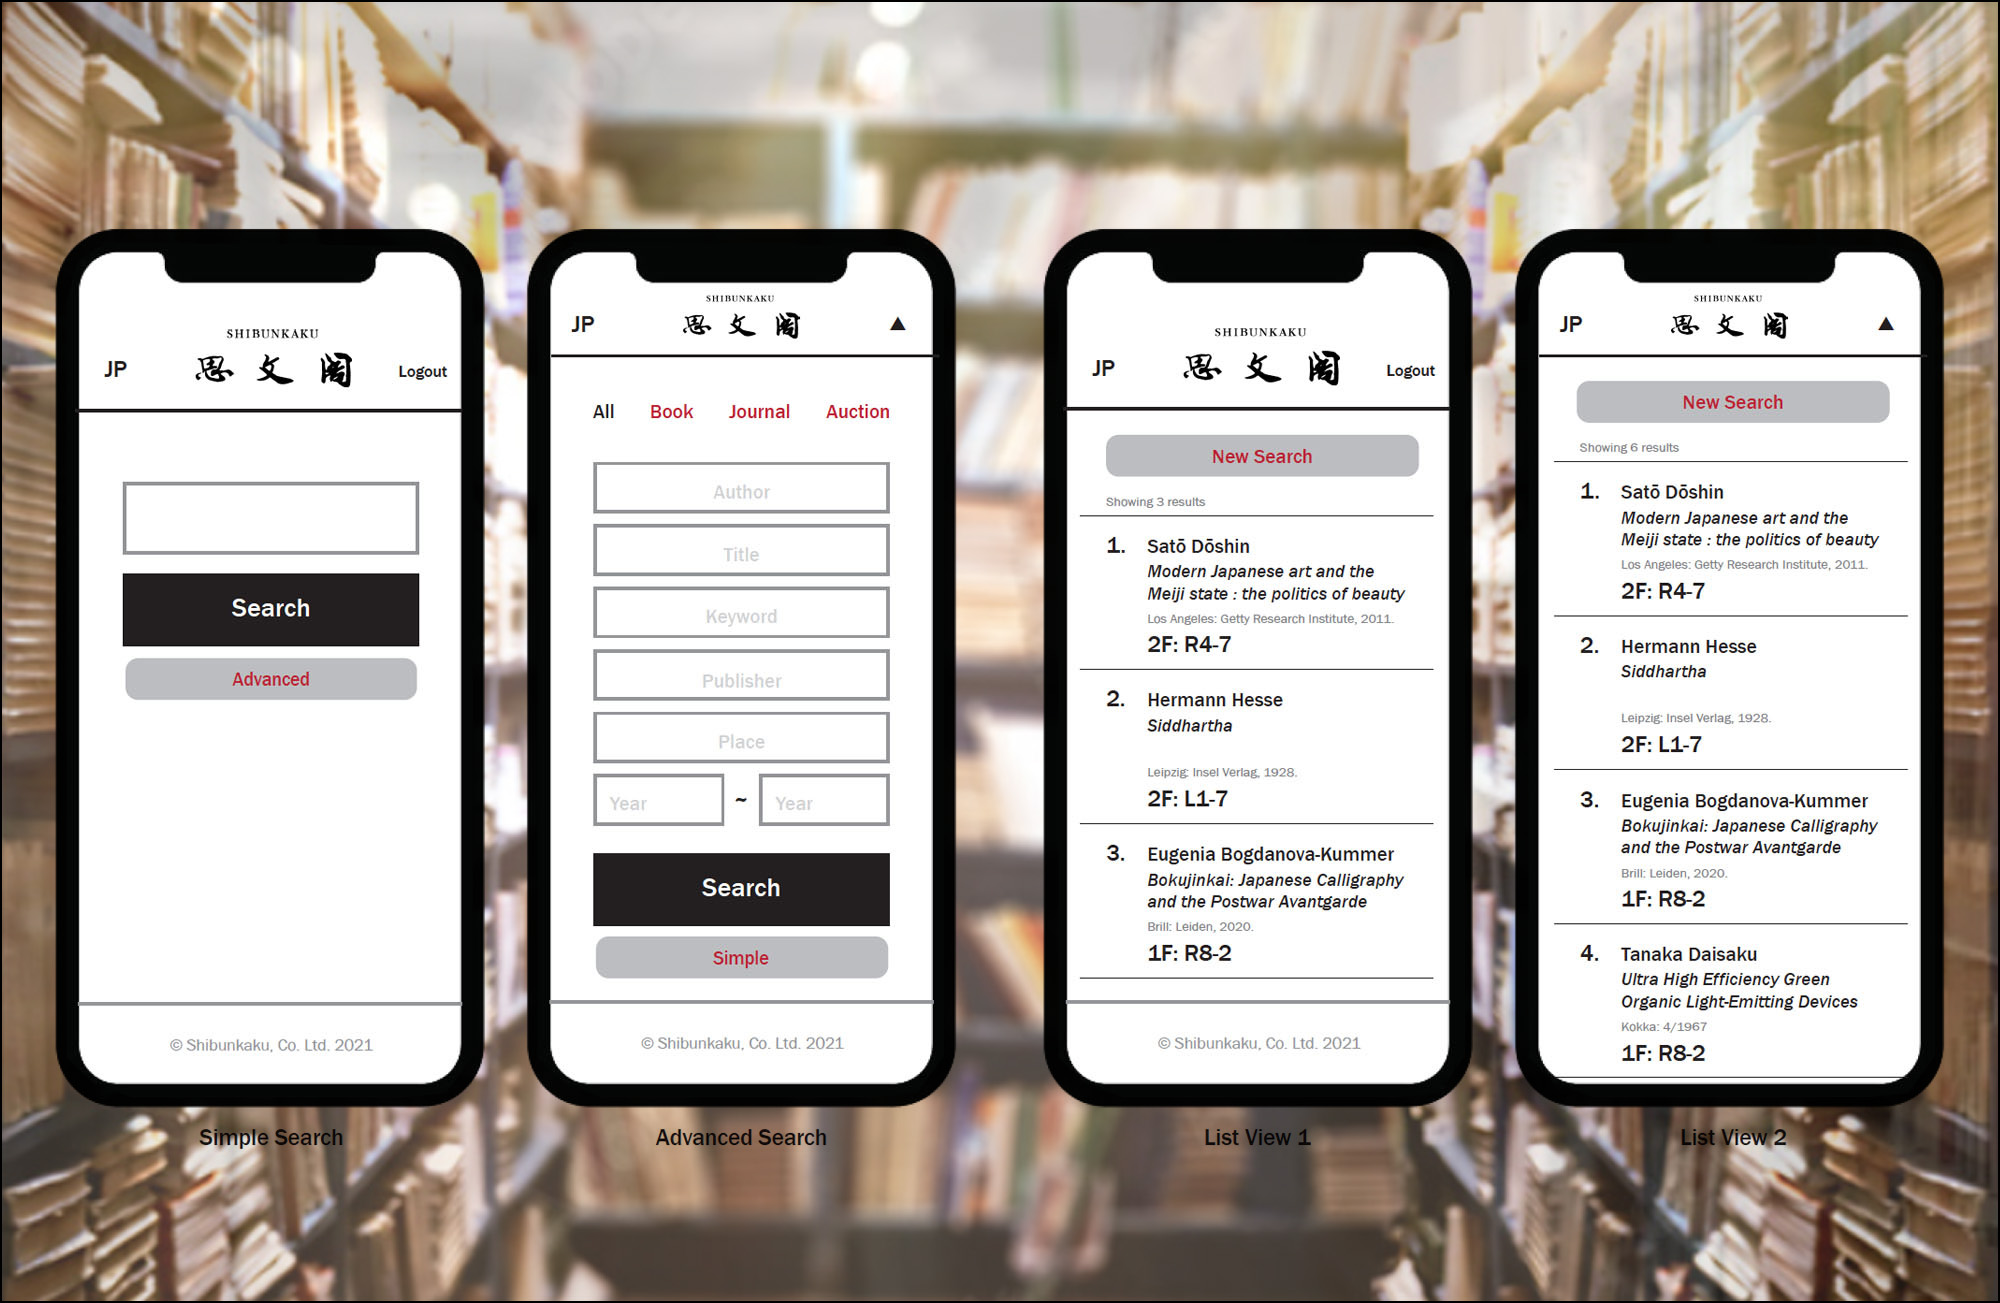 SHIBUNKAKU
JP 思 文 閣 Logout
Search
Advanced
© Shibunkaku, Co. Ltd. 2021
Simple Search
SHIBUNKAKU
JP 思 文 閣 ▲
All Book Journal Auction
Author
Title
Keyword
Publisher
Place
Year ~ Year
Search
Simple
© Shibunkaku, Co. Ltd. 2021
Advanced Search
SHIBUNKAKU
JP 思 文 閣 Logout
New Search
Showing 3 results
1. Satō Dōshin
Modern Japanese art and the
Meiji state : the politics of beauty
Los Angeles: Getty Research Institute, 2011.
2F: R4-7
2. Hermann Hesse
Siddhartha
Leipzig: Insel Verlag, 1928.
2F: L1-7
3. Eugenia Bogdanova-Kummer
Bokujinkai: Japanese Calligraphy
and the Postwar Avantgarde
Brill: Leiden, 2020.
1F: R8-2
© Shibunkaku, Co. Ltd. 2021
List View 1
SHIBUNKAKU
JP 思 文 閣 ▲
New Search
Showing 6 results
1. Satō Dōshin
Modern Japanese art and the
Meiji state : the politics of beauty
Los Angeles: Getty Research Institute, 2011.
2F: R4-7
2. Hermann Hesse
Siddhartha
Leipzig: Insel Verlag, 1928.
2F: L1-7
3. Eugenia Bogdanova-Kummer
Bokujinkai: Japanese Calligraphy
and the Postwar Avantgarde
Brill: Leiden, 2020.
1F: R8-2
4. Tanaka Daisaku
Ultra High Efficiency Green
Organic Light-Emitting Devices
Kokka: 4/1967
1F: R8-2
List View 2